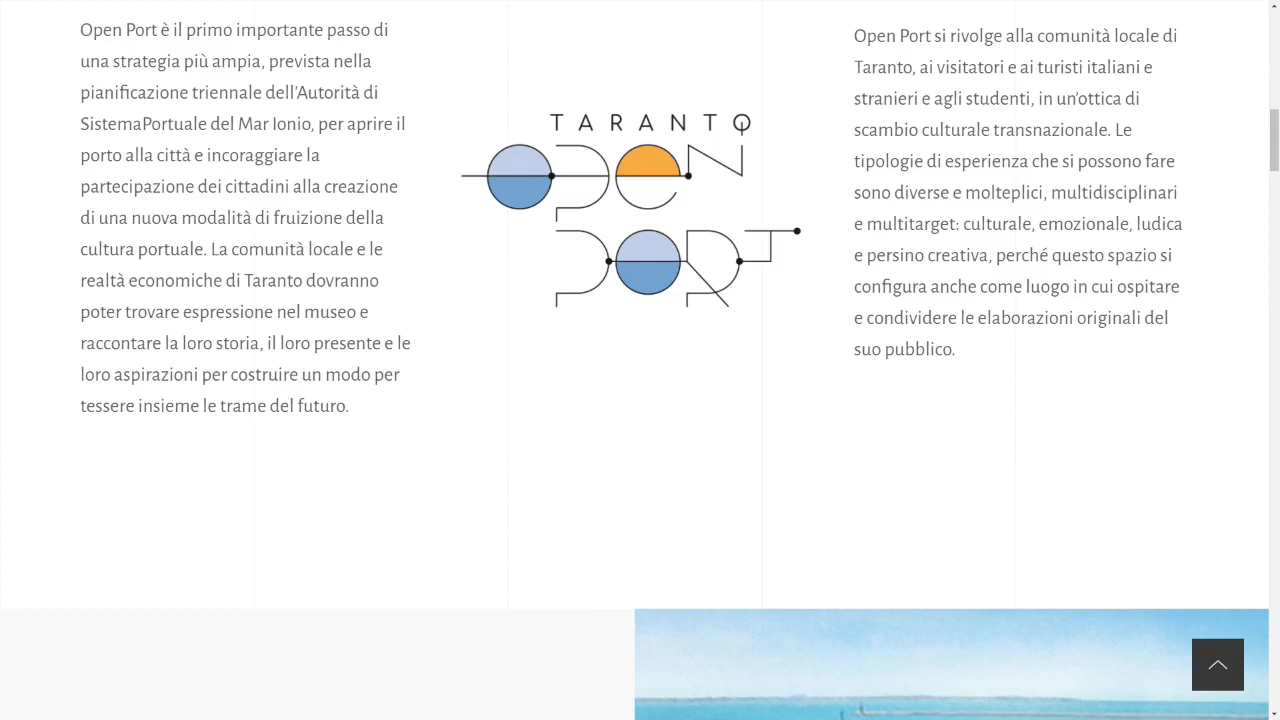 Open Port è il primo importante passo di
una strategia più ampia, prevista nella
pianificazione triennale dell’Autorità di
SistemaPortuale del Mar Ionio, per aprire il
porto alla città e incoraggiare la
partecipazione dei cittadini alla creazione
di una nuova modalità di fruizione della
cultura portuale. La comunità locale e le
realtà economiche di Taranto dovranno
poter trovare espressione nel museo e
raccontare la loro storia, il loro presente e le
loro aspirazioni per costruire un modo per
tessere insieme le trame del futuro.
TARANTO
OPEN
PORT
Open Port si rivolge alla comunità locale di
Taranto, ai visitatori e ai turisti italiani e
stranieri e agli studenti, in un’ottica di
scambio culturale transnazionale. Le
tipologie di esperienza che si possono fare
sono diverse e molteplici, multidisciplinari
e multitarget: culturale, emozionale, ludica
e persino creativa, perché questo spazio si
configura anche come luogo in cui ospitare
e condividere le elaborazioni originali del
suo pubblico.